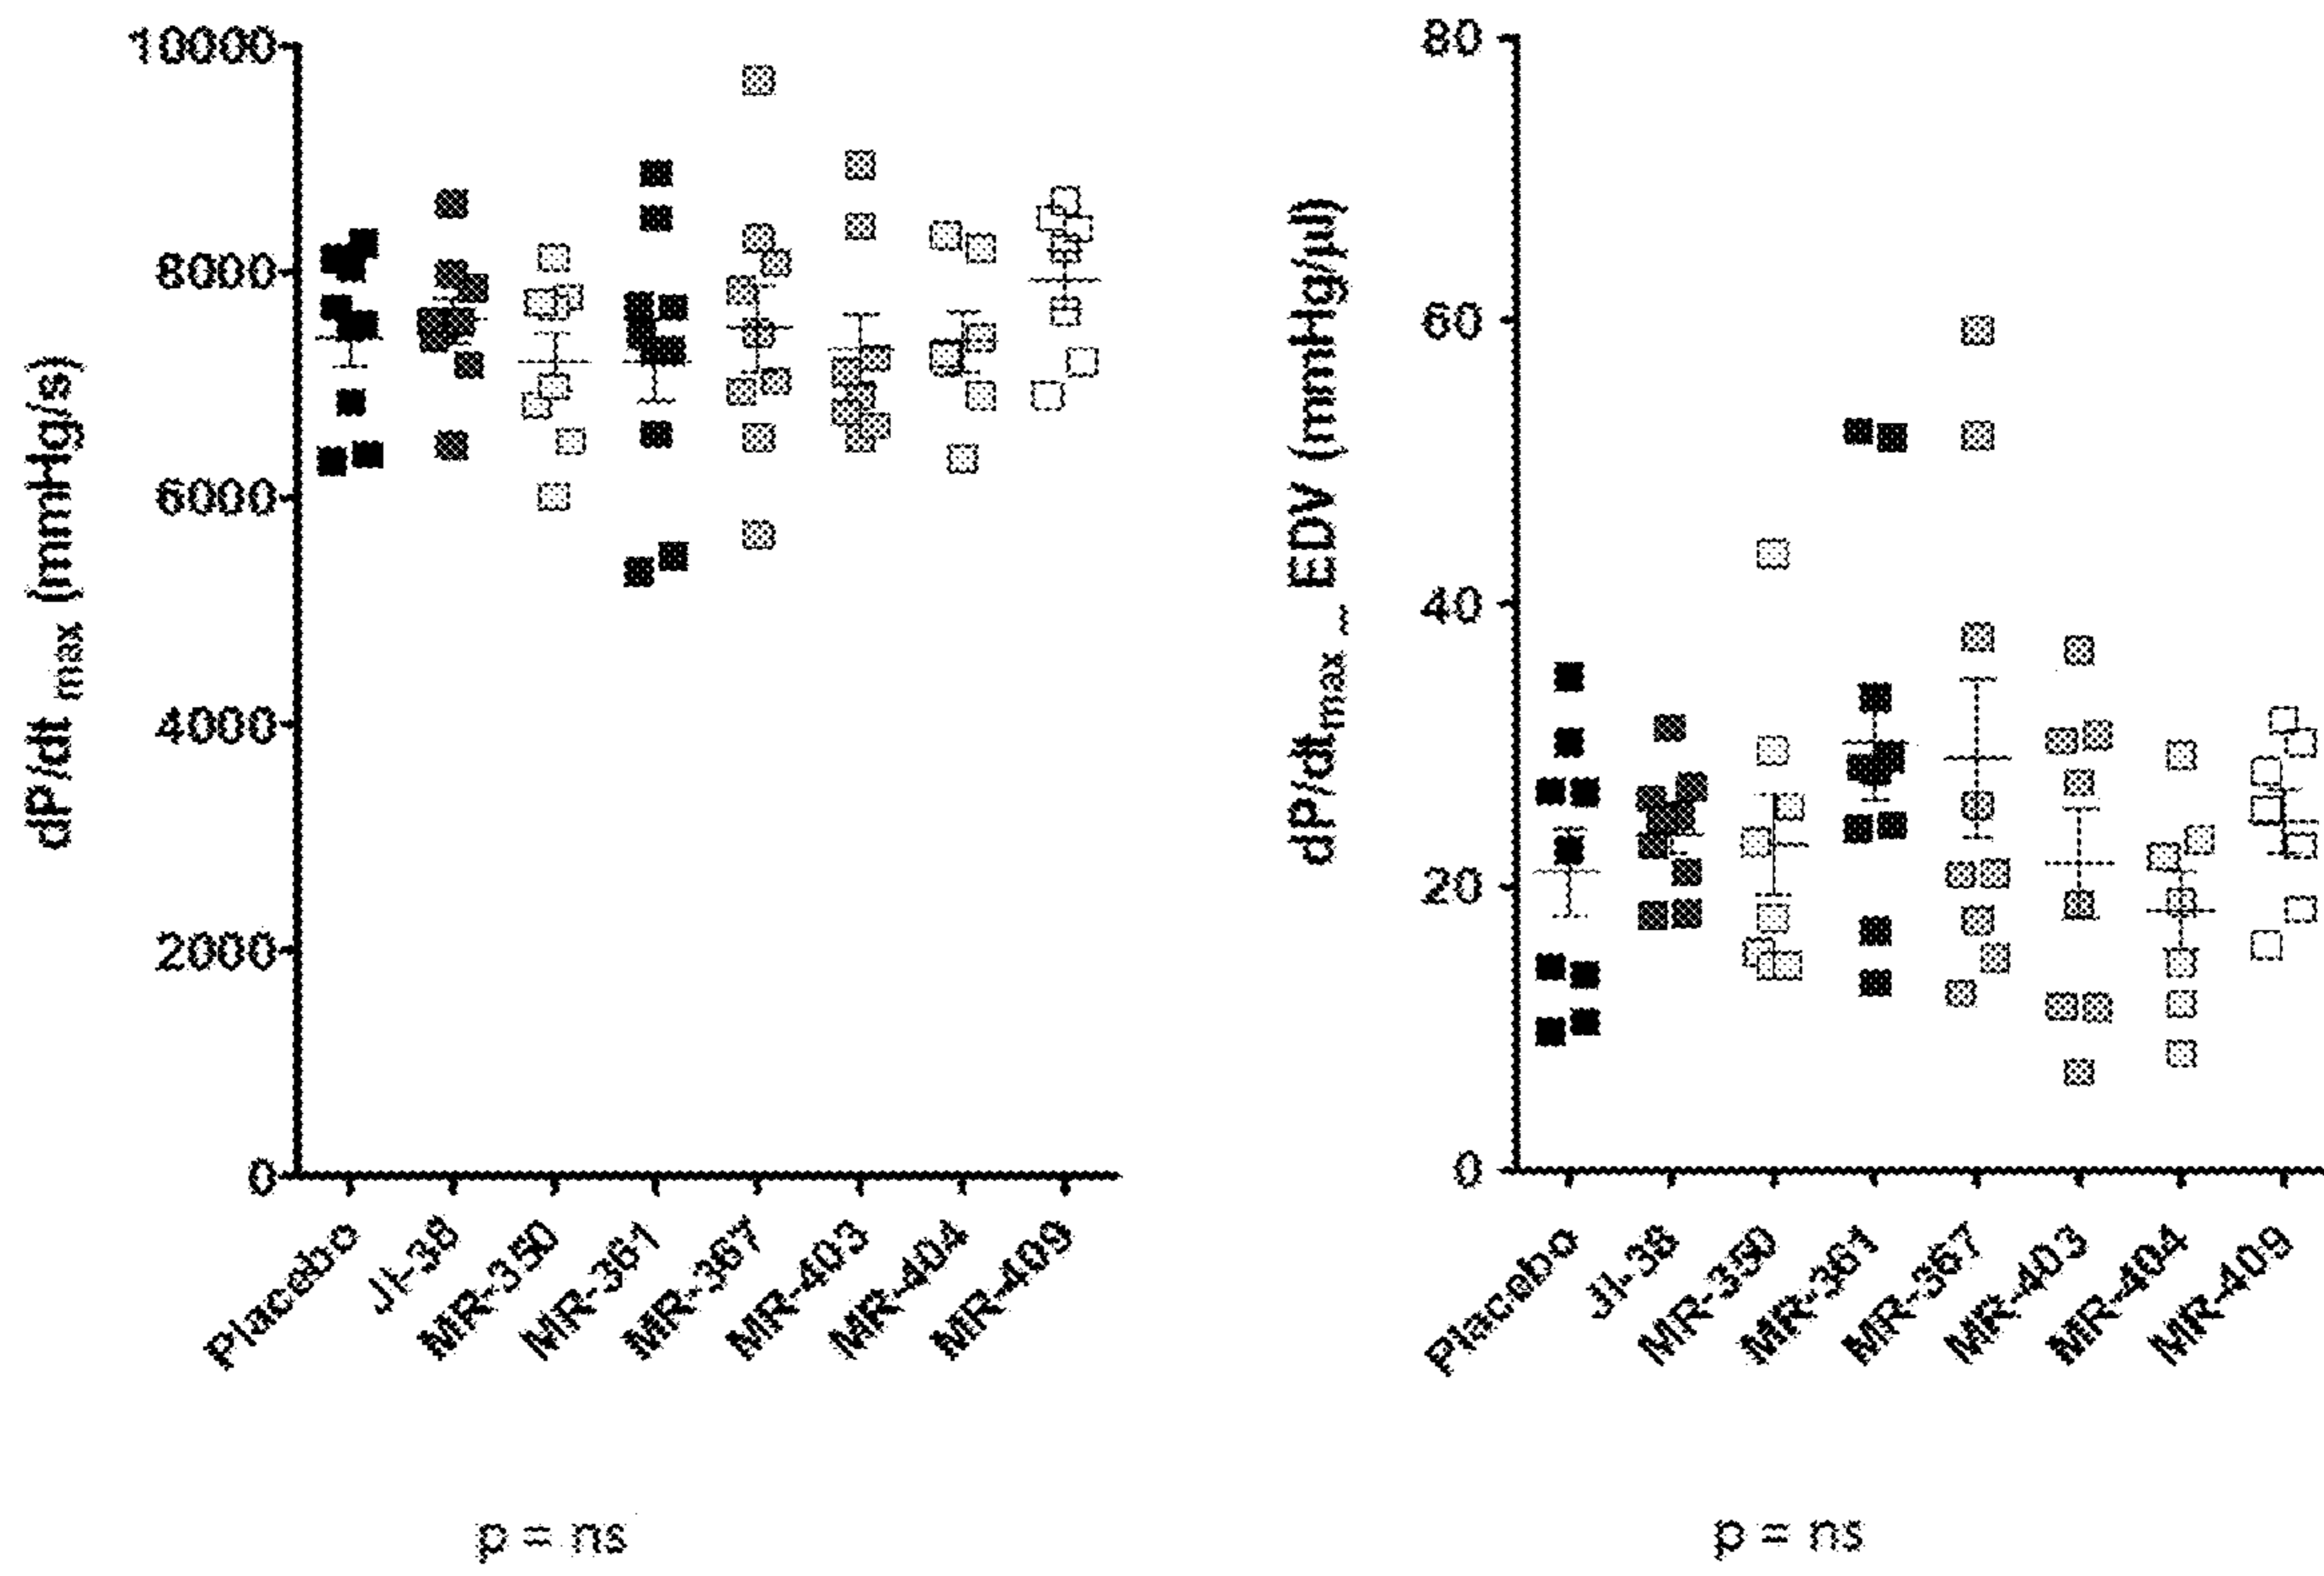 dP/dt max (mmHg/s)
10000
8000
6000
4000
2000
0
Placebo
JI-38
MR-350
MR-361
MR-367
MR-403
MR-404
MR-409
p = ns
dP/dtmax_EDV (mmHg/µl)
80
60
40
20
0
Placebo
JI-38
MR-350
MR-361
MR-367
MR-403
MR-404
MR-409
p = ns